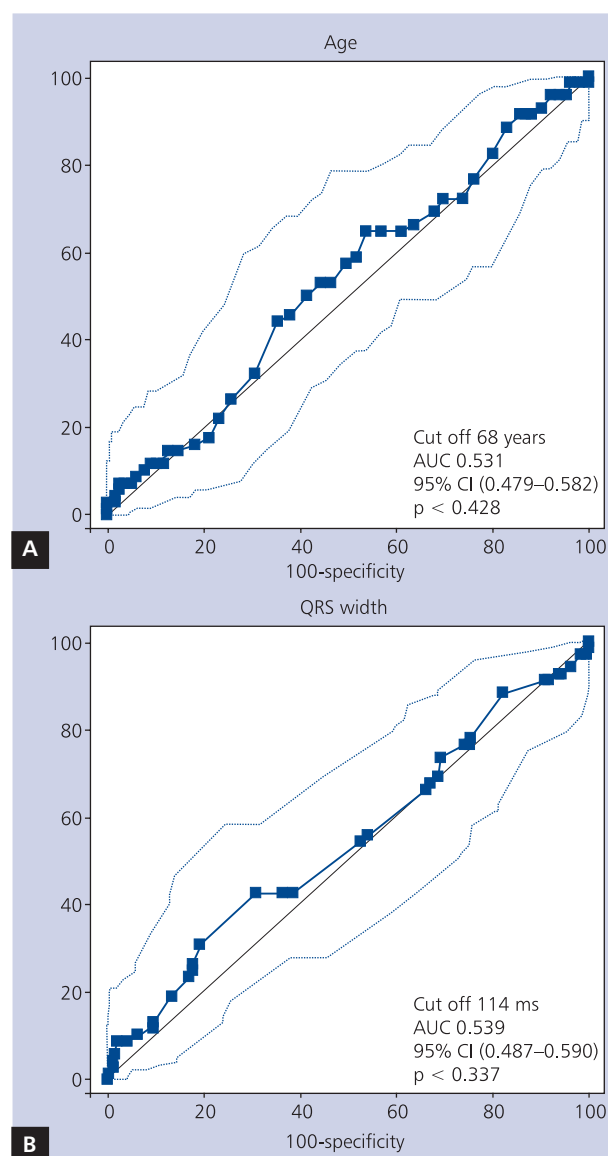 Age
100
80
60
40
20
0
Cut off 68 years
AUC 0.531
95% CI (0.479–0.582)
p < 0.428
A
0 20 40 60 80 100
100-specificity
QRS width
100
80
60
40
20
0
Cut off 114 ms
AUC 0.539
95% CI (0.487–0.590)
p < 0.337
0 20 40 60 80 100
B
100-specificity